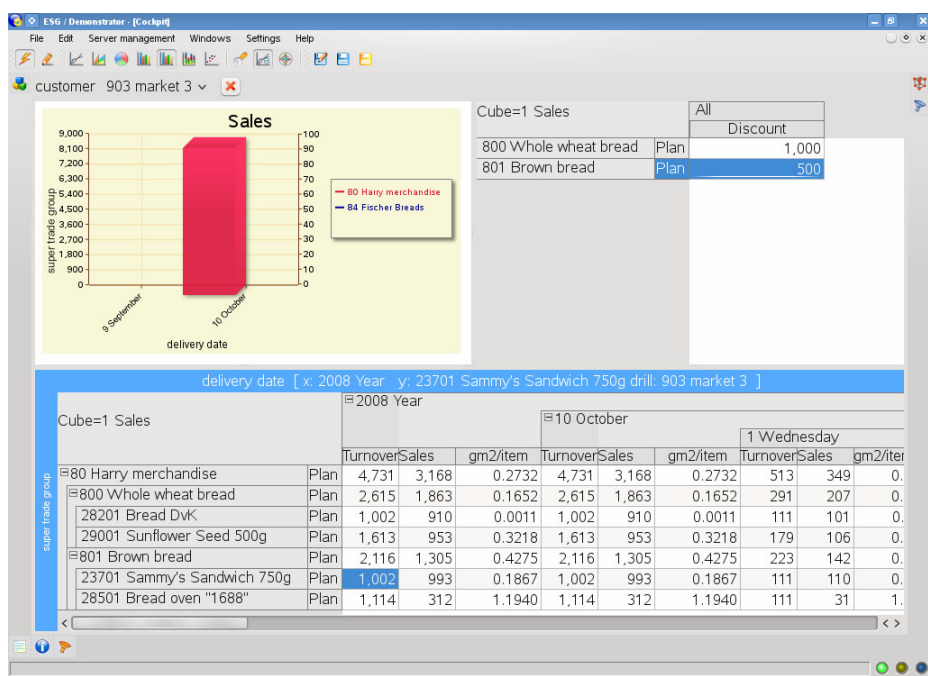 ESG / Demonstrator - [Cockpit]
File Edit Server management Windows Settings Help
customer 903 market 3
Sales
9,000
8,100
7,200
6,300
5,400
4,500
3,600
2,700
1,800
900
0
super trade group
100
90
80
70
60
50
40
30
20
10
0
9 September
10 October
delivery date
80 Harry merchandise
84 Fischer Breads
Cube=1 Sales All
Discount
800 Whole wheat bread Plan 1,000
801 Brown bread Plan 500
delivery date [ x: 2008 Year y: 23701 Sammy's Sandwich 750g drill: 903 market 3 ]
super trade group
Cube=1 Sales
2008 Year
10 October
1 Wednesday
Turnover Sales gm2/item Turnover Sales gm2/item Turnover Sales gm2/iter
80 Harry merchandise Plan 4,731 3,168 0.2732 4,731 3,168 0.2732 513 349 0.
800 Whole wheat bread Plan 2,615 1,863 0.1652 2,615 1,863 0.1652 291 207 0.
28201 Bread DvK Plan 1,002 910 0.0011 1,002 910 0.0011 111 101 0.
29001 Sunflower Seed 500g Plan 1,613 953 0.3218 1,613 953 0.3218 179 106 0.
801 Brown bread Plan 2,116 1,305 0.4275 2,116 1,305 0.4275 223 142 0.
23701 Sammy's Sandwich 750g Plan 1,002 993 0.1867 1,002 993 0.1867 111 110 0.
28501 Bread oven "1688" Plan 1,114 312 1.1940 1,114 312 1.1940 111 31 1.